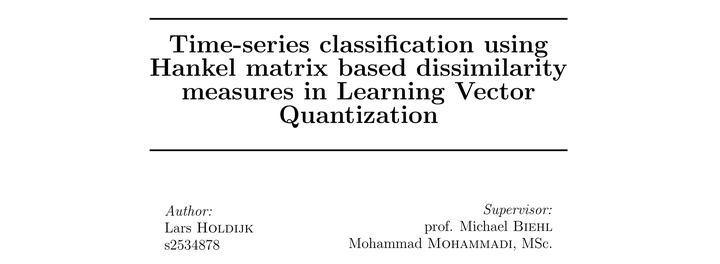 Time-series classification using
Hankel matrix based dissimilarity
measures in Learning Vector
Quantization
Author:
Lars HOLDIJK
s2534878
Supervisor:
prof. Michael BIEHL
Mohammad MOHAMMADI, MSc.